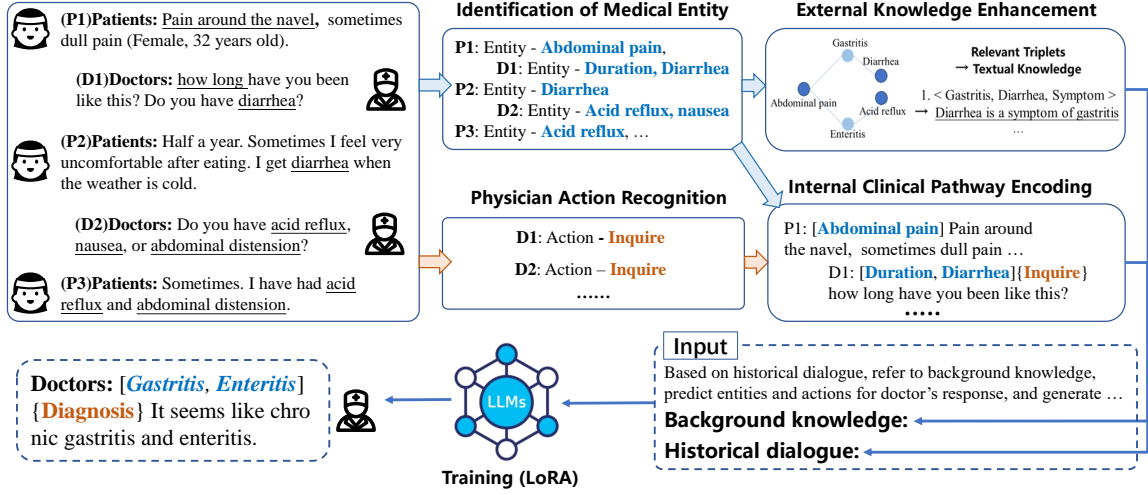 (P1)Patients: Pain around the navel, sometimes
dull pain (Female, 32 years old).
(D1)Doctors: how long have you been
like this? Do you have diarrhea?
(P2)Patients: Half a year. Sometimes I feel very
uncomfortable after eating. I get diarrhea when
the weather is cold.
(D2)Doctors: Do you have acid reflux,
nausea, or abdominal distension?
(P3)Patients: Sometimes. I have had acid
reflux and abdominal distension.
Identification of Medical Entity
P1: Entity - Abdominal pain,
D1: Entity - Duration, Diarrhea
P2: Entity - Diarrhea
D2: Entity - Acid reflux, nausea
P3: Entity - Acid reflux, …
External Knowledge Enhancement
Gastritis
Diarrhea
Abdominal pain
Acid reflux
Enteritis
Relevant Triplets
→ Textual Knowledge
1. < Gastritis, Diarrhea, Symptom >
→ Diarrhea is a symptom of gastritis
…
Physician Action Recognition
D1: Action - Inquire
D2: Action – Inquire
……
Internal Clinical Pathway Encoding
P1: [Abdominal pain] Pain around
the navel, sometimes dull pain …
D1: [Duration, Diarrhea]{Inquire}
how long have you been like this?
.....
Input
Based on historical dialogue, refer to background knowledge,
predict entities and actions for doctor's response, and generate …
Background knowledge:
Historical dialogue:
LLMs
Training (LoRA)
Doctors: [Gastritis, Enteritis]
{Diagnosis} It seems like chro
nic gastritis and enteritis.